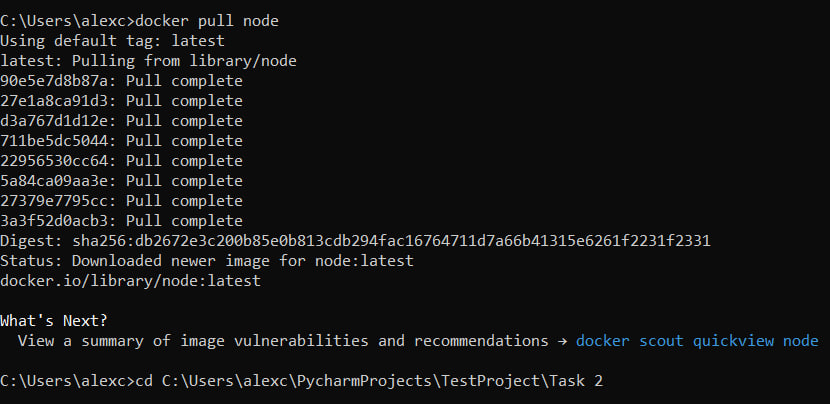 C:\Users\alexc>docker pull node
Using default tag: latest
latest: Pulling from library/node
90e5e7d8b87a: Pull complete
27e1a8ca91d3: Pull complete
d3a767d1d12e: Pull complete
711be5dc5044: Pull complete
22956530cc64: Pull complete
5a84ca09aa3e: Pull complete
27379e7795cc: Pull complete
3a3f52d0acb3: Pull complete
Digest: sha256:db2672e3c200b85e0b813cdb294fac16764711d7a66b41315e6261f2231f2331
Status: Downloaded newer image for node:latest
docker.io/library/node:latest
What's Next?
View a summary of image vulnerabilities and recommendations → docker scout quickview node
C:\Users\alexc>cd C:\Users\alexc\PycharmProjects\TestProject\Task 2